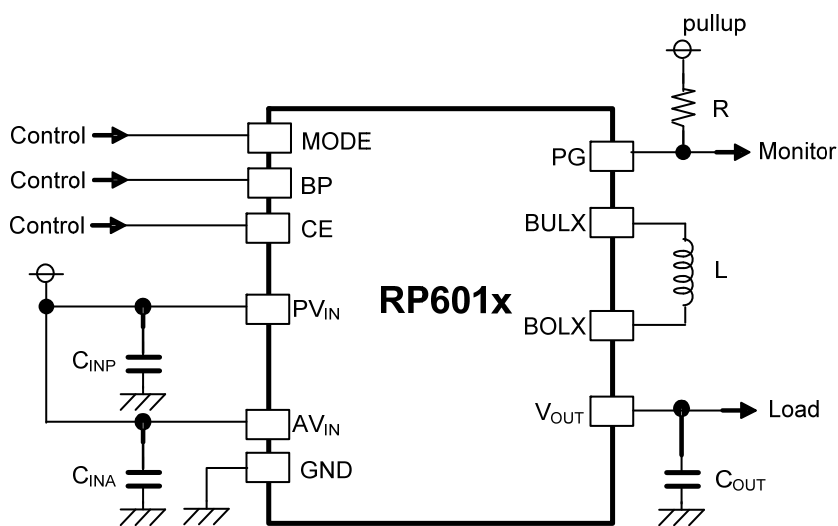 pullup
R
Control
MODE
PG
Monitor
Control
BP
Control
CE
BULX
L
RP601x
PVIN
BOLX
CINP
VOUT
Load
AVIN
CINA
GND
COUT